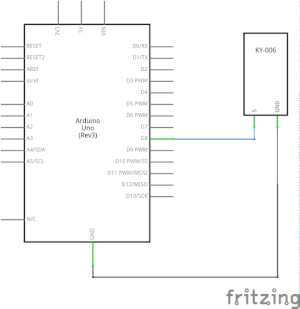 3V3
5V
VIN
RESET
RESET2
AREF
ioref
A0
A1
A2
A3
A4/SDA
A5/SCL
N/C
Arduino
Uno
(Rev3)
D0/RX
D1/TX
D2
D3 PWM
D4
D5 PWM
D6 PWM
D7
D8
D9 PWM
D10 PWM/SS
D11 PWM/MOSI
D12/MISO
D13/SCK
GND
KY-006
S
GND
fritzing